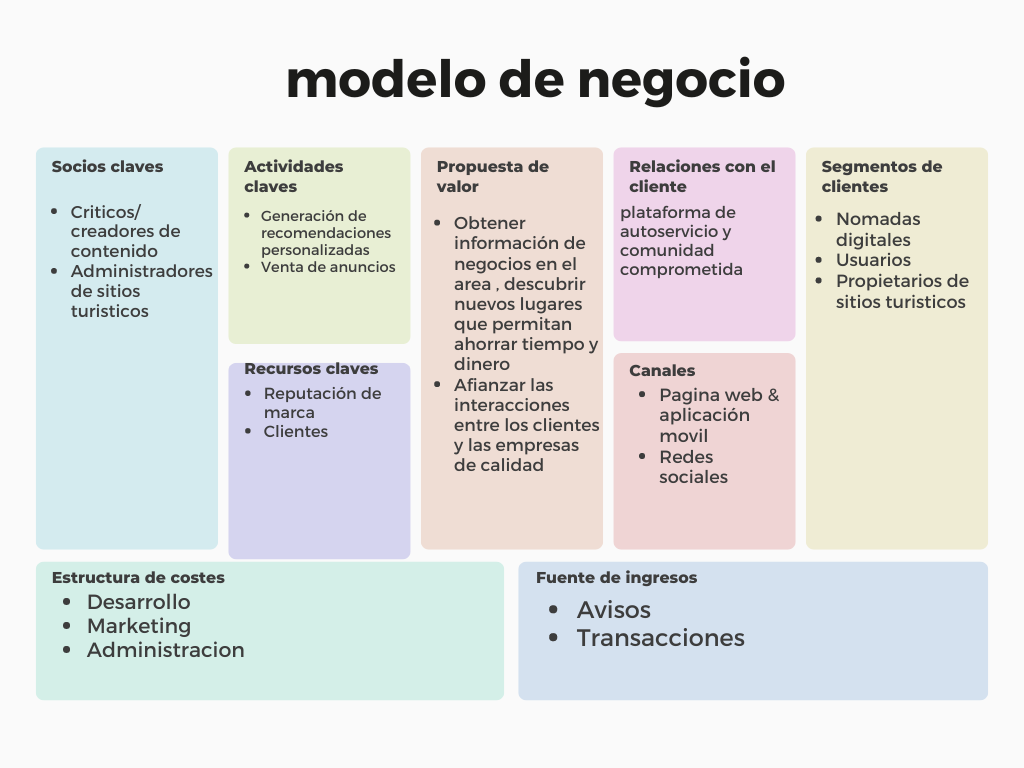 modelo de negocio
Socios claves
• Criticos/
creadores de
contenido
• Administradores
de sitios
turisticos
Actividades
claves
• Generación de
recomendaciones
personalizadas
• Venta de anuncios
Recursos claves
• Reputación de
marca
• Clientes
Propuesta de
valor
• Obtener
información de
negocios en el
area , descubrir
nuevos lugares
que permitan
ahorrar tiempo y
dinero
• Afianzar las
interacciones
entre los clientes
y las empresas
de calidad
Relaciones con el
cliente
plataforma de
autoservicio y
comunidad
comprometida
Canales
• Pagina web &
aplicación
movil
• Redes
sociales
Segmentos de
clientes
• Nomadas
digitales
• Usuarios
• Propietarios de
sitios turisticos
Estructura de costes
• Desarrollo
• Marketing
• Administracion
Fuente de ingresos
• Avisos
• Transacciones